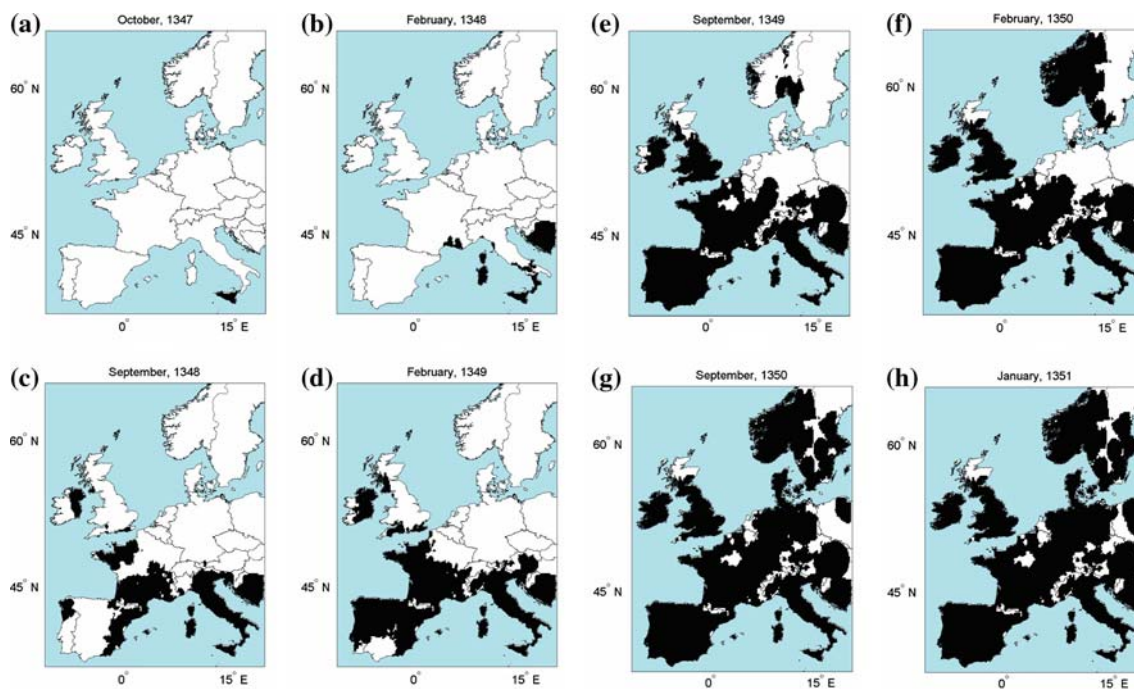 (a) October, 1347
(b) February, 1348
(e) September, 1349
(f) February, 1350
60° N
60° N
60° N
60° N
45° N
45° N
45° N
45° N
0° 15° E
0° 15° E
0° 15° E
0° 15° E
(c) September, 1348
(d) February, 1349
(g) September, 1350
(h) January, 1351
60° N
60° N
60° N
60° N
45° N
45° N
45° N
45° N
0° 15° E
0° 15° E
0° 15° E
0° 15° E